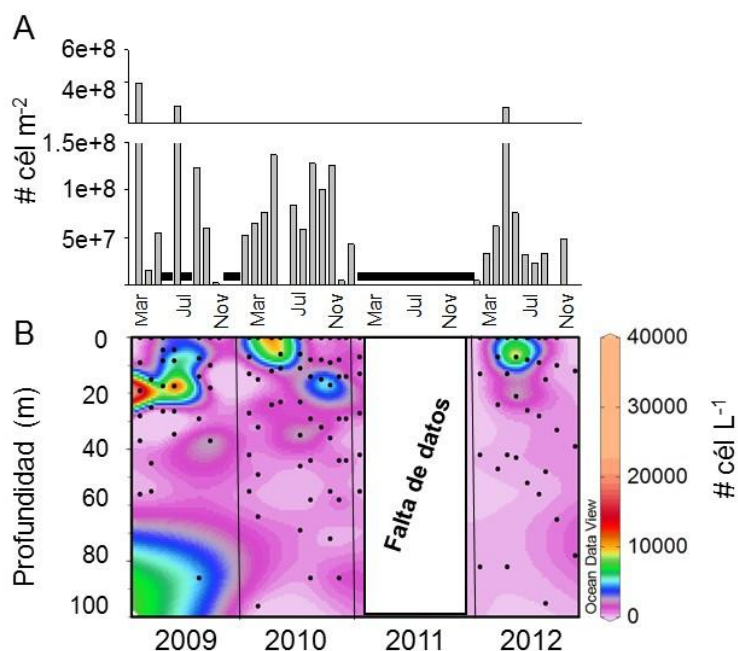 A
6e+8
4e+8
# cél m-2
1.5e+8
1e+8
5e+7
Mar
Jul
Nov
Mar
Jul
Nov
Mar
Jul
Nov
Mar
Jul
Nov
B
0
20
40
60
80
100
Profundidad (m)
Falta de datos
2009
2010
2011
2012
Ocean Data View
40000
30000
20000
10000
0
# cél L-1